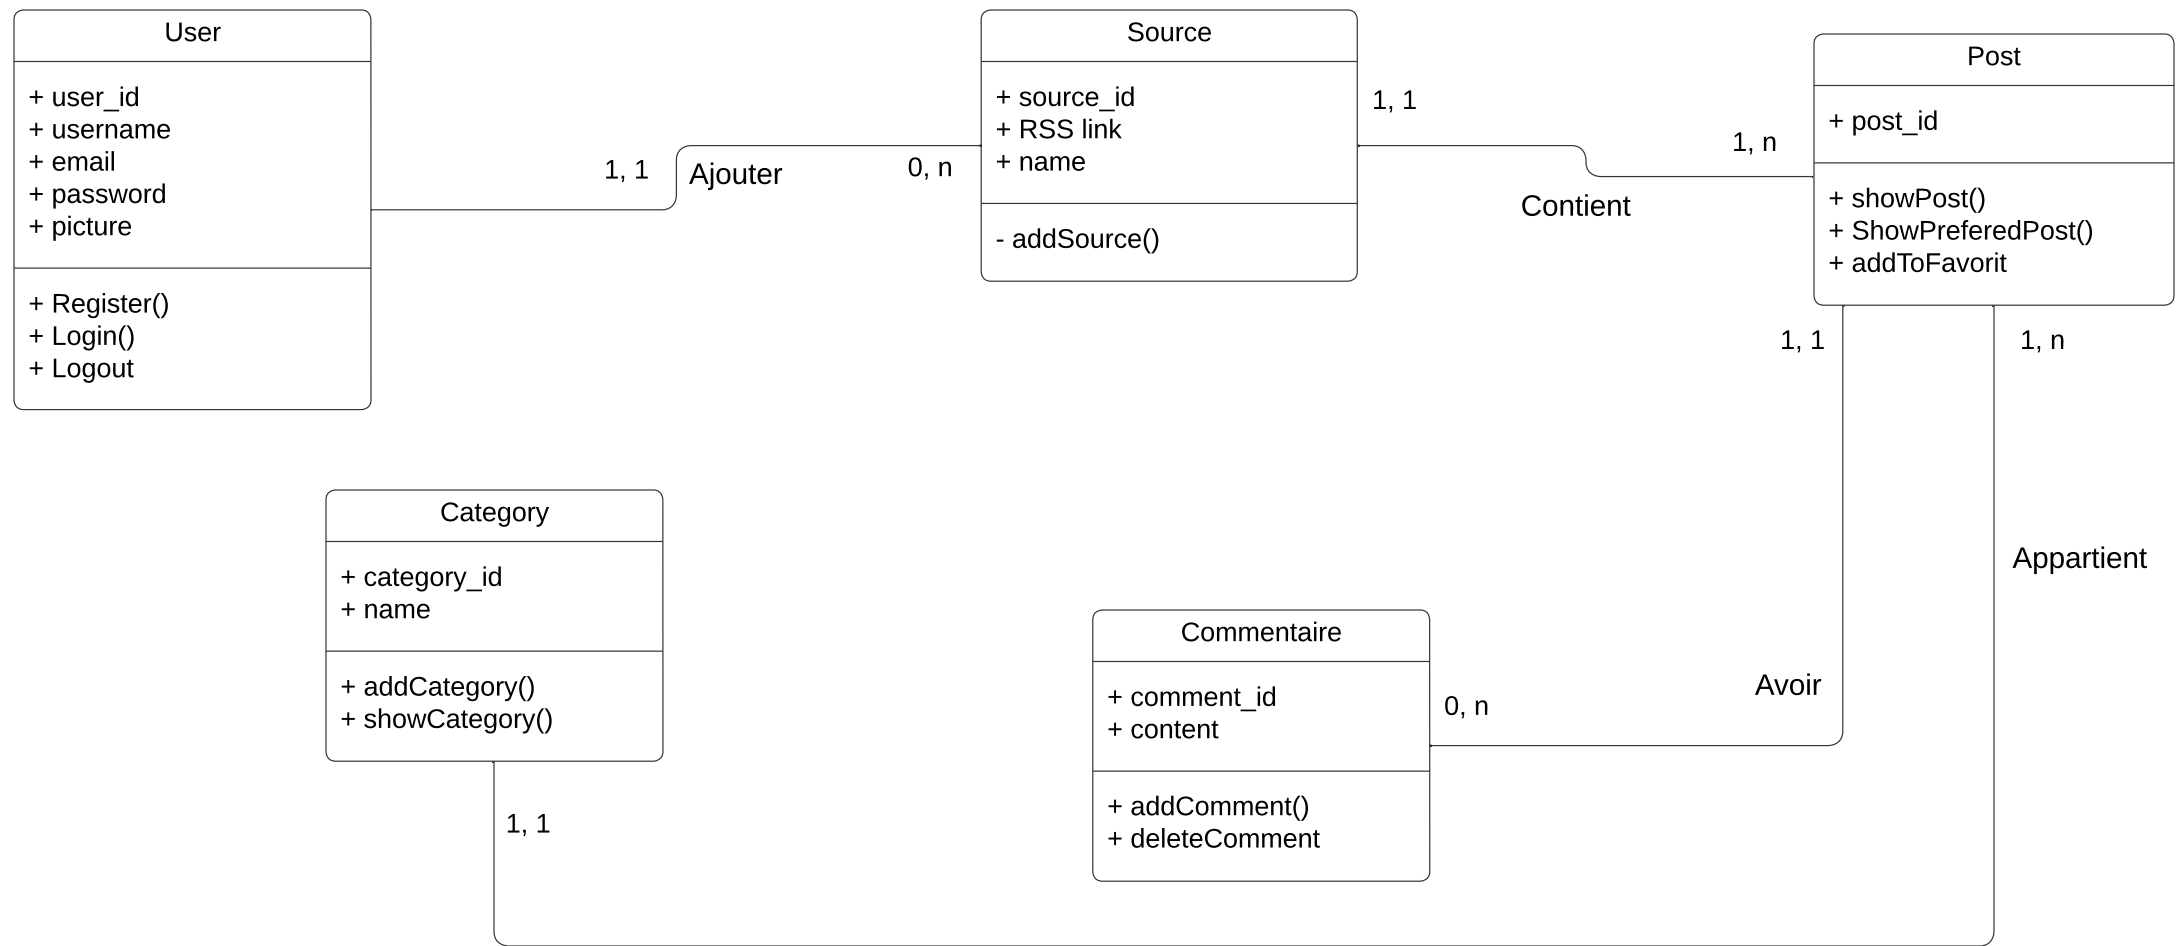 User
+ user_id
+ username
+ email
+ password
+ picture
+ Register()
+ Login()
+ Logout
1, 1
Ajouter
0, n
Source
+ source_id
+ RSS link
+ name
- addSource()
1, 1
Contient
1, n
Post
+ post_id
+ showPost()
+ ShowPreferedPost()
+ addToFavorit
1, 1
1, n
Appartient
Avoir
Category
+ category_id
+ name
+ addCategory()
+ showCategory()
1, 1
Commentaire
+ comment_id
+ content
+ addComment()
+ deleteComment
0, n